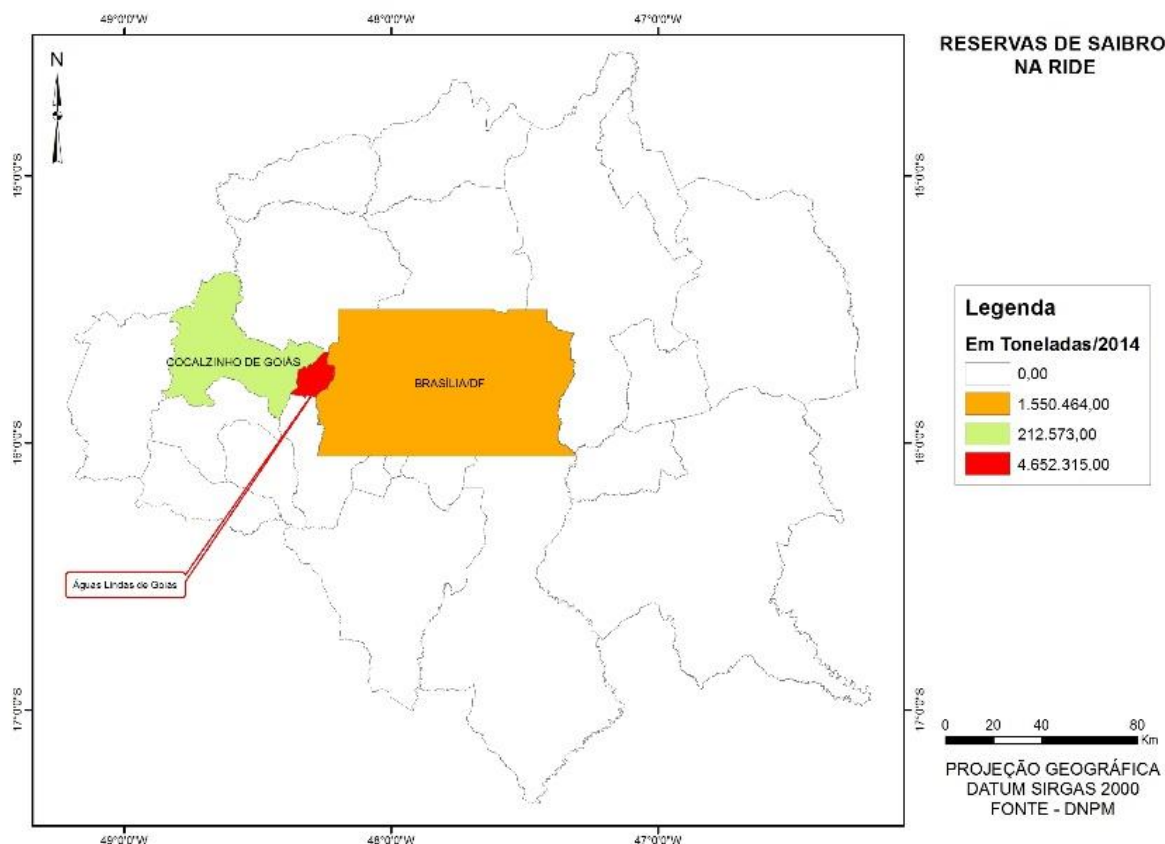 49°0'0"W
48°0'0"W
47°0'0"W
RESERVAS DE SAIBRO
NA RIDE
N
15°0'0"S
15°0'0"S
Legenda
Em Toneladas/2014
0,00
1.550.464,00
212.573,00
4.652.315,00
COCALZINHO DE GOIÁS
BRASÍLIA/DF
16°0'0"S
16°0'0"S
Águas Lindas de Goiás
17°0'0"S
17°0'0"S
0 20 40 80
Km
PROJEÇÃO GEOGRÁFICA
DATUM SIRGAS 2000
FONTE - DNPM
49°0'0"W
48°0'0"W
47°0'0"W